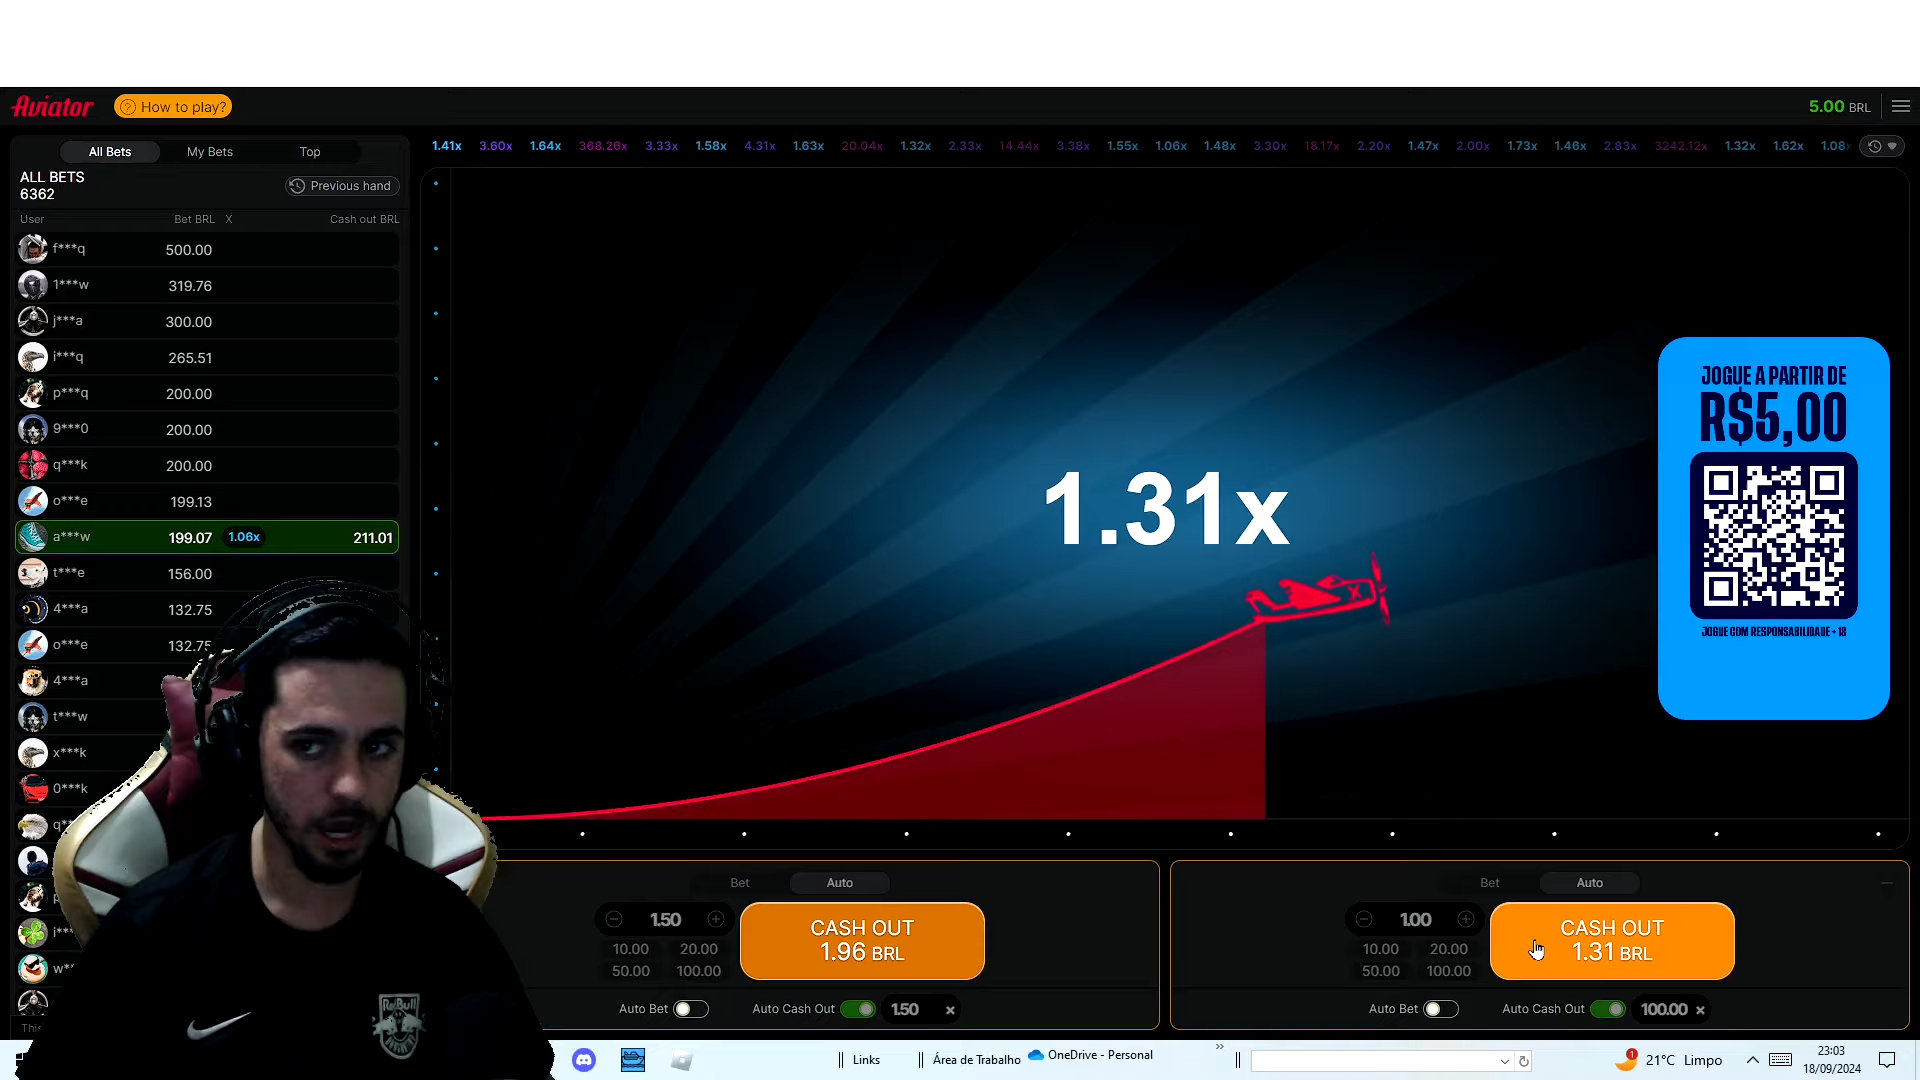 Aviator
? How to play?
5.00 BRL
All Bets
My Bets
Top
1.41x 3.60x 1.64x 368.26x 3.33x 1.58x 4.31x 1.63x 20.04x 1.32x 2.33x 14.44x 3.38x 1.55x 1.06x 1.48x 3.30x 18.17x 2.20x 1.47x 2.00x 1.73x 1.46x 2.83x 3242.12x 1.32x 1.62x 1.08x
ALL BETS
6362
Previous hand
User Bet BRL X Cash out BRL
f***q 500.00
1***w 319.76
j***a 300.00
i***q 265.51
p***q 200.00
9***0 200.00
q***k 200.00
o***e 199.13
a***w 199.07 1.06x 211.01
t***e 156.00
4***a 132.75
o***e 132.75
4***a
t***w
x***k
0***k
1.31x
JOGUE A PARTIR DE
R$5,00
JOGUE COM RESPONSABILIDADE +18
Bet Auto
1.50
10.00 20.00
50.00 100.00
CASH OUT
1.96 BRL
Auto Bet
Auto Cash Out 1.50 x
Bet Auto
1.00
10.00 20.00
50.00 100.00
CASH OUT
1.31 BRL
Auto Bet
Auto Cash Out 100.00 x
This
Red Bull
Links
Área de Trabalho
OneDrive - Personal
»
1
21°C Limpo
23:03
18/09/2024